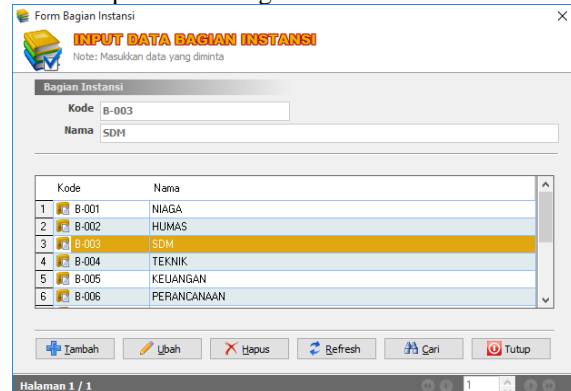 Form Bagian Instansi
INPUT DATA BAGIAN INSTANSI
Note: Masukkan data yang diminta
Bagian Instansi
Kode B-003
Nama SDM
Kode Nama
1 B-001 NIAGA
2 B-002 HUMAS
3 B-003 SDM
4 B-004 TEKNIK
5 B-005 KEUANGAN
6 B-006 PERANCANAAN
Tambah Ubah Hapus Refresh Cari Tutup
Halaman 1 / 1 1